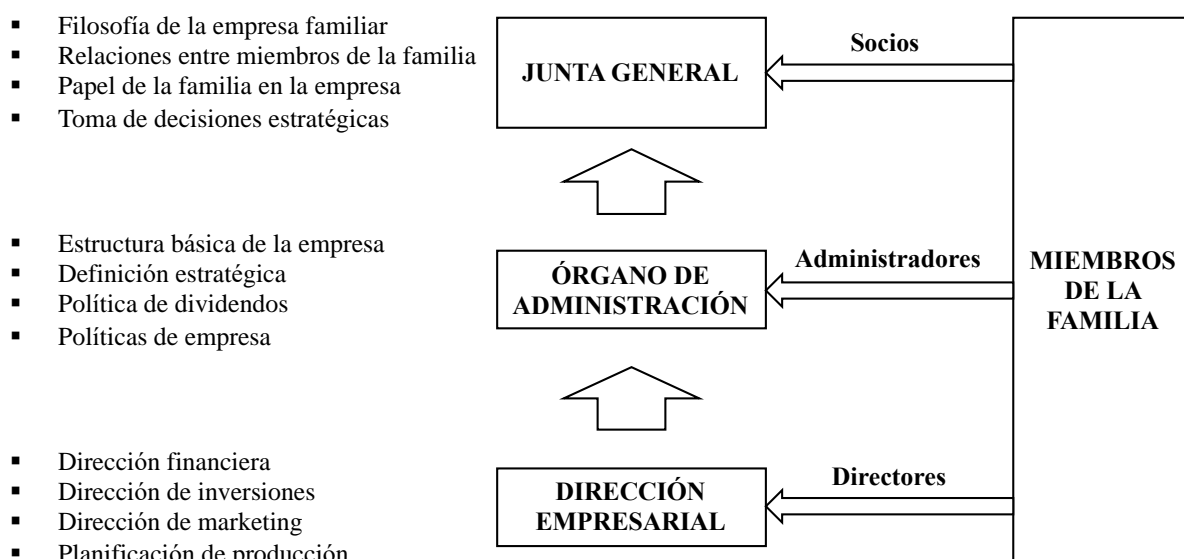 ▪ Filosofía de la empresa familiar
▪ Relaciones entre miembros de la familia
▪ Papel de la familia en la empresa
▪ Toma de decisiones estratégicas
JUNTA GENERAL
Socios
▪ Estructura básica de la empresa
▪ Definición estratégica
▪ Política de dividendos
▪ Políticas de empresa
ÓRGANO DE
ADMINISTRACIÓN
Administradores
MIEMBROS
DE LA
FAMILIA
▪ Dirección financiera
▪ Dirección de inversiones
▪ Dirección de marketing
▪ Planificación de producción
DIRECCIÓN
EMPRESARIAL
Directores